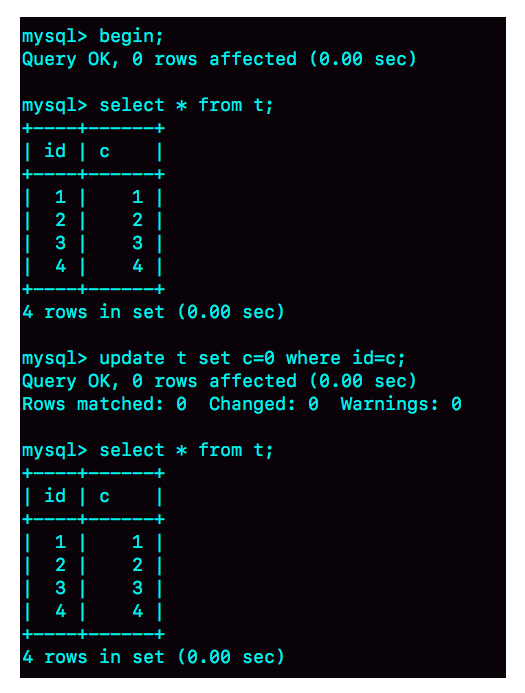 mysql> begin;
Query OK, 0 rows affected (0.00 sec)

mysql> select * from t;
+----+------+
| id | c    |
+----+------+
|  1 |    1 |
|  2 |    2 |
|  3 |    3 |
|  4 |    4 |
+----+------+
4 rows in set (0.00 sec)

mysql> update t set c=0 where id=c;
Query OK, 0 rows affected (0.00 sec)
Rows matched: 0  Changed: 0  Warnings: 0

mysql> select * from t;
+----+------+
| id | c    |
+----+------+
|  1 |    1 |
|  2 |    2 |
|  3 |    3 |
|  4 |    4 |
+----+------+
4 rows in set (0.00 sec)